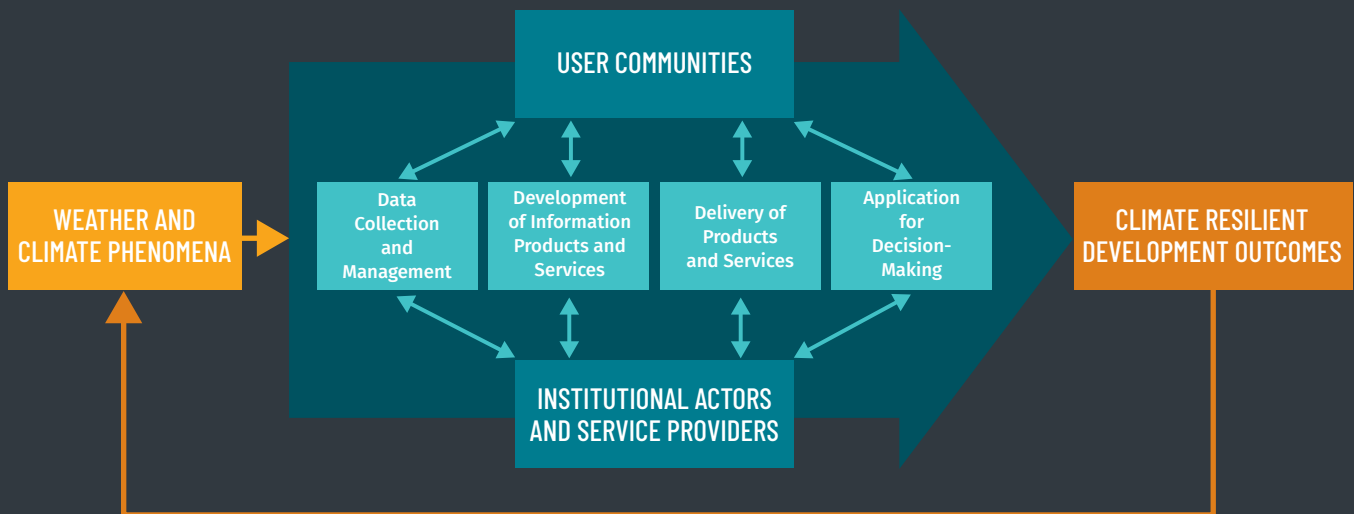 USER COMMUNITIES
WEATHER AND
CLIMATE PHENOMENA
Data
Collection
and
Management
Development
of Information
Products and
Services
Delivery of
Products
and Services
Application
for
Decision-
Making
CLIMATE RESILIENT
DEVELOPMENT OUTCOMES
INSTITUTIONAL ACTORS
AND SERVICE PROVIDERS